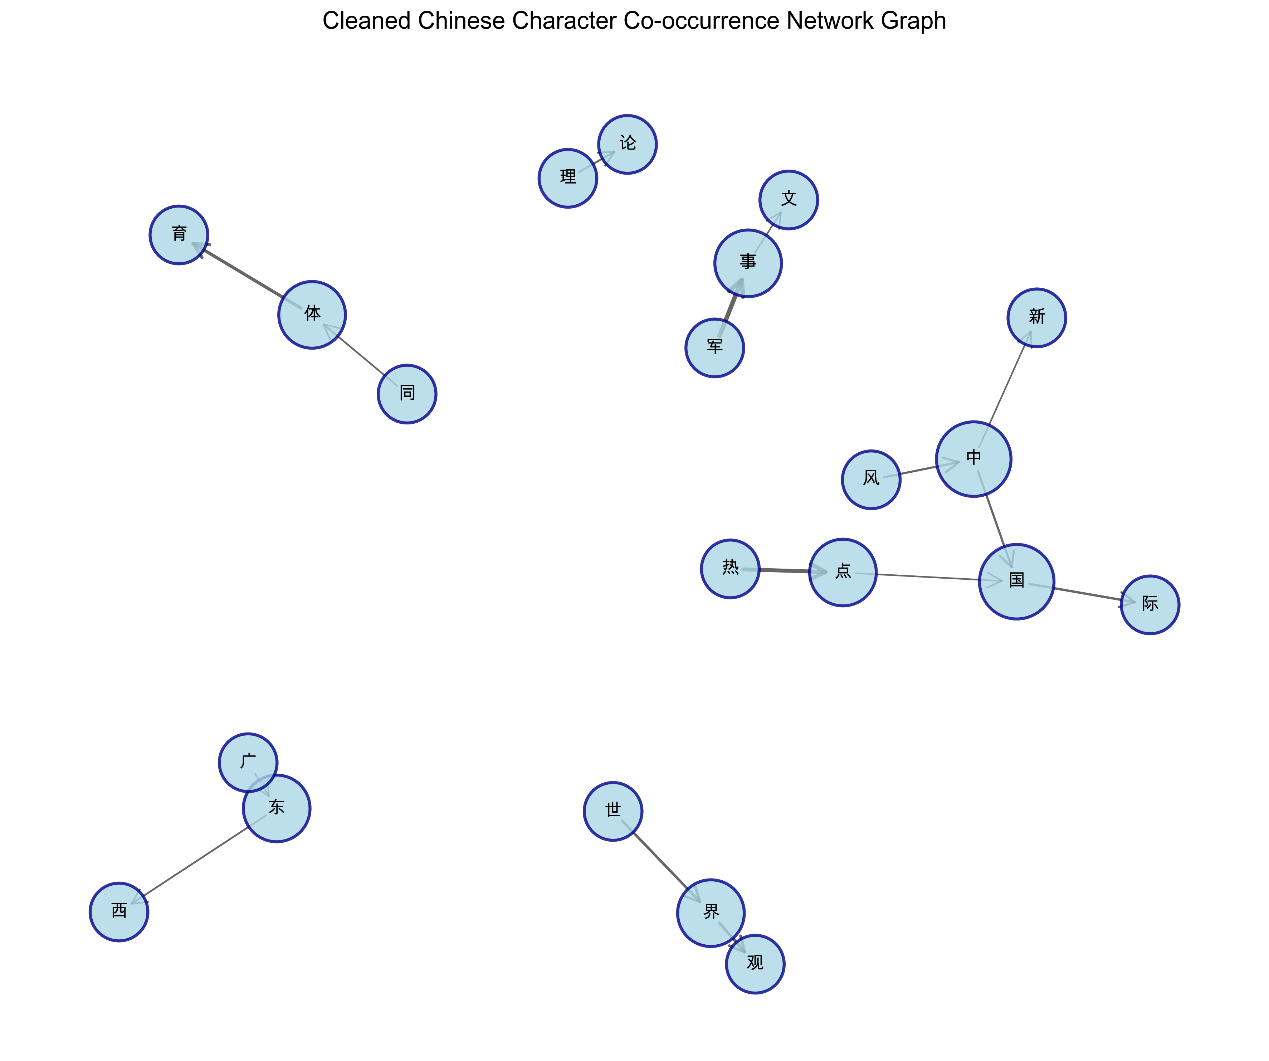 Cleaned Chinese Character Co-occurrence Network Graph
论
理
文
育
事
体
新
军
同
中
风
热
点
国
际
广
东
世
西
界
观